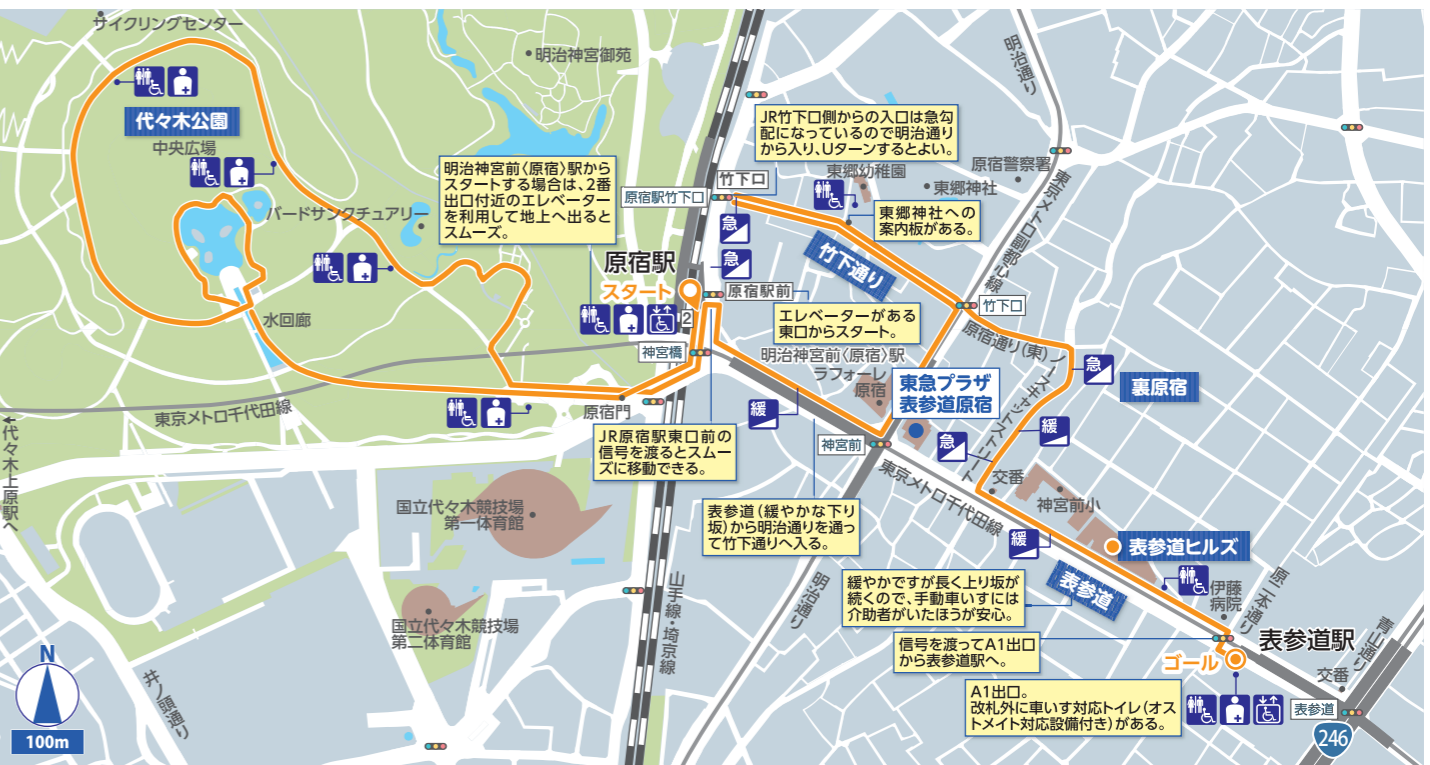 サイクリングセンター
明治神宮御苑
明治通り
代々木公園
中央広場
バードサンクチュアリー
水回廊
明治神宮前〈原宿〉駅から
スタートする場合は、2番
出口付近のエレベーター
を利用して地上へ出ると
スムーズ。
JR竹下口側からの入口は急勾
配になっているので明治通り
から入り、Uターンするとよい。
竹下口
原宿駅竹下口
急
急
東郷幼稚園
東郷神社
原宿警察署
東京メトロ副都心線
東郷神社への
案内板がある。
竹下通り
原宿駅
スタート
2
原宿駅前
エレベーターがある
東口からスタート。
竹下口
原宿通り(東)
ノースキャットストリート
急
裏原宿
神宮橋
明治神宮前〈原宿〉駅
ラフォーレ
原宿
東急プラザ
表参道原宿
東京メトロ千代田線
←代々木上原駅へ
原宿門
緩
神宮前
急
緩
JR原宿駅東口前の
信号を渡るとスムー
ズに移動できる。
国立代々木競技場
第一体育館
東京メトロ千代田線
交番
神宮前小
表参道(緩やかな下り
坂)から明治通りを通っ
て竹下通りへ入る。
緩
表参道ヒルズ
表参道
山手線・埼京線
明治通り
緩やかですが長く上り坂が
続くので、手動車いすには
介助者がいたほうが安心。
伊藤
病院
原二本通り
青山通り
国立代々木競技場
第二体育館
信号を渡ってA1出口
から表参道駅へ。
表参道駅
ゴール
交番
A1出口。
改札外に車いす対応トイレ(オス
トメイト対応設備付き)がある。
表参道
246
井ノ頭通り
N
100m